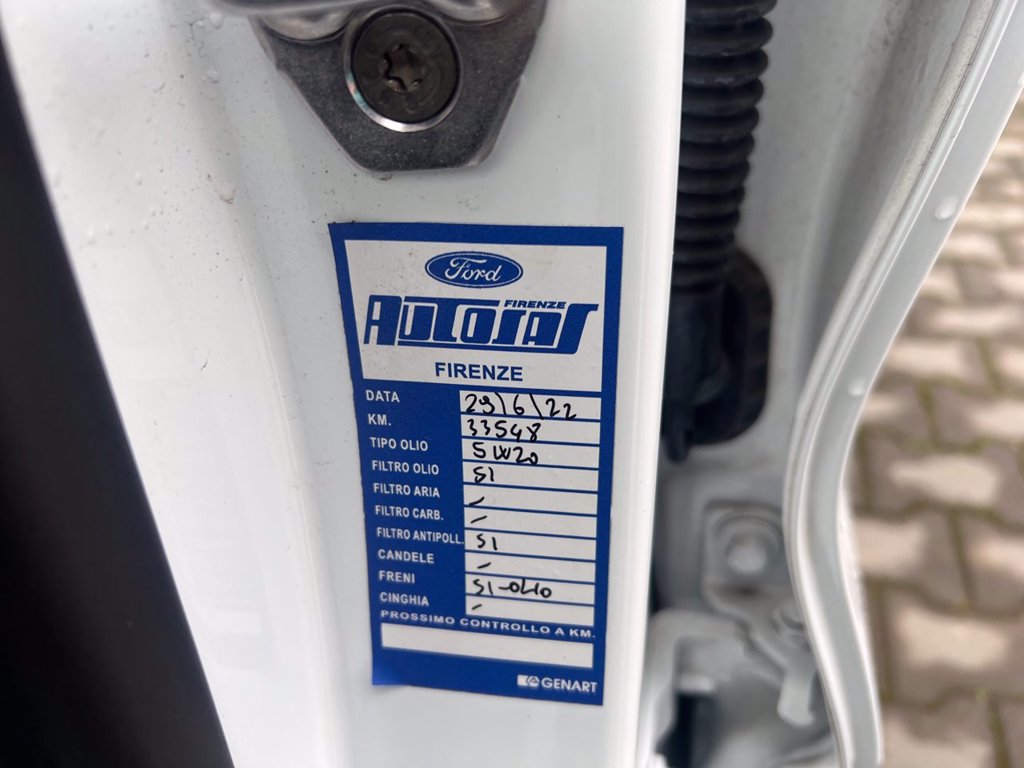 Ford
FIRENZE
AUTOSAS
FIRENZE
DATA 29/6/22
KM. 33548
TIPO OLIO 5W20
FILTRO OLIO SI
FILTRO ARIA -
FILTRO CARB. -
FILTRO ANTIPOLL. SI
CANDELE -
FRENI SI-OLIO
CINGHIA -
PROSSIMO CONTROLLO A KM.
GENART